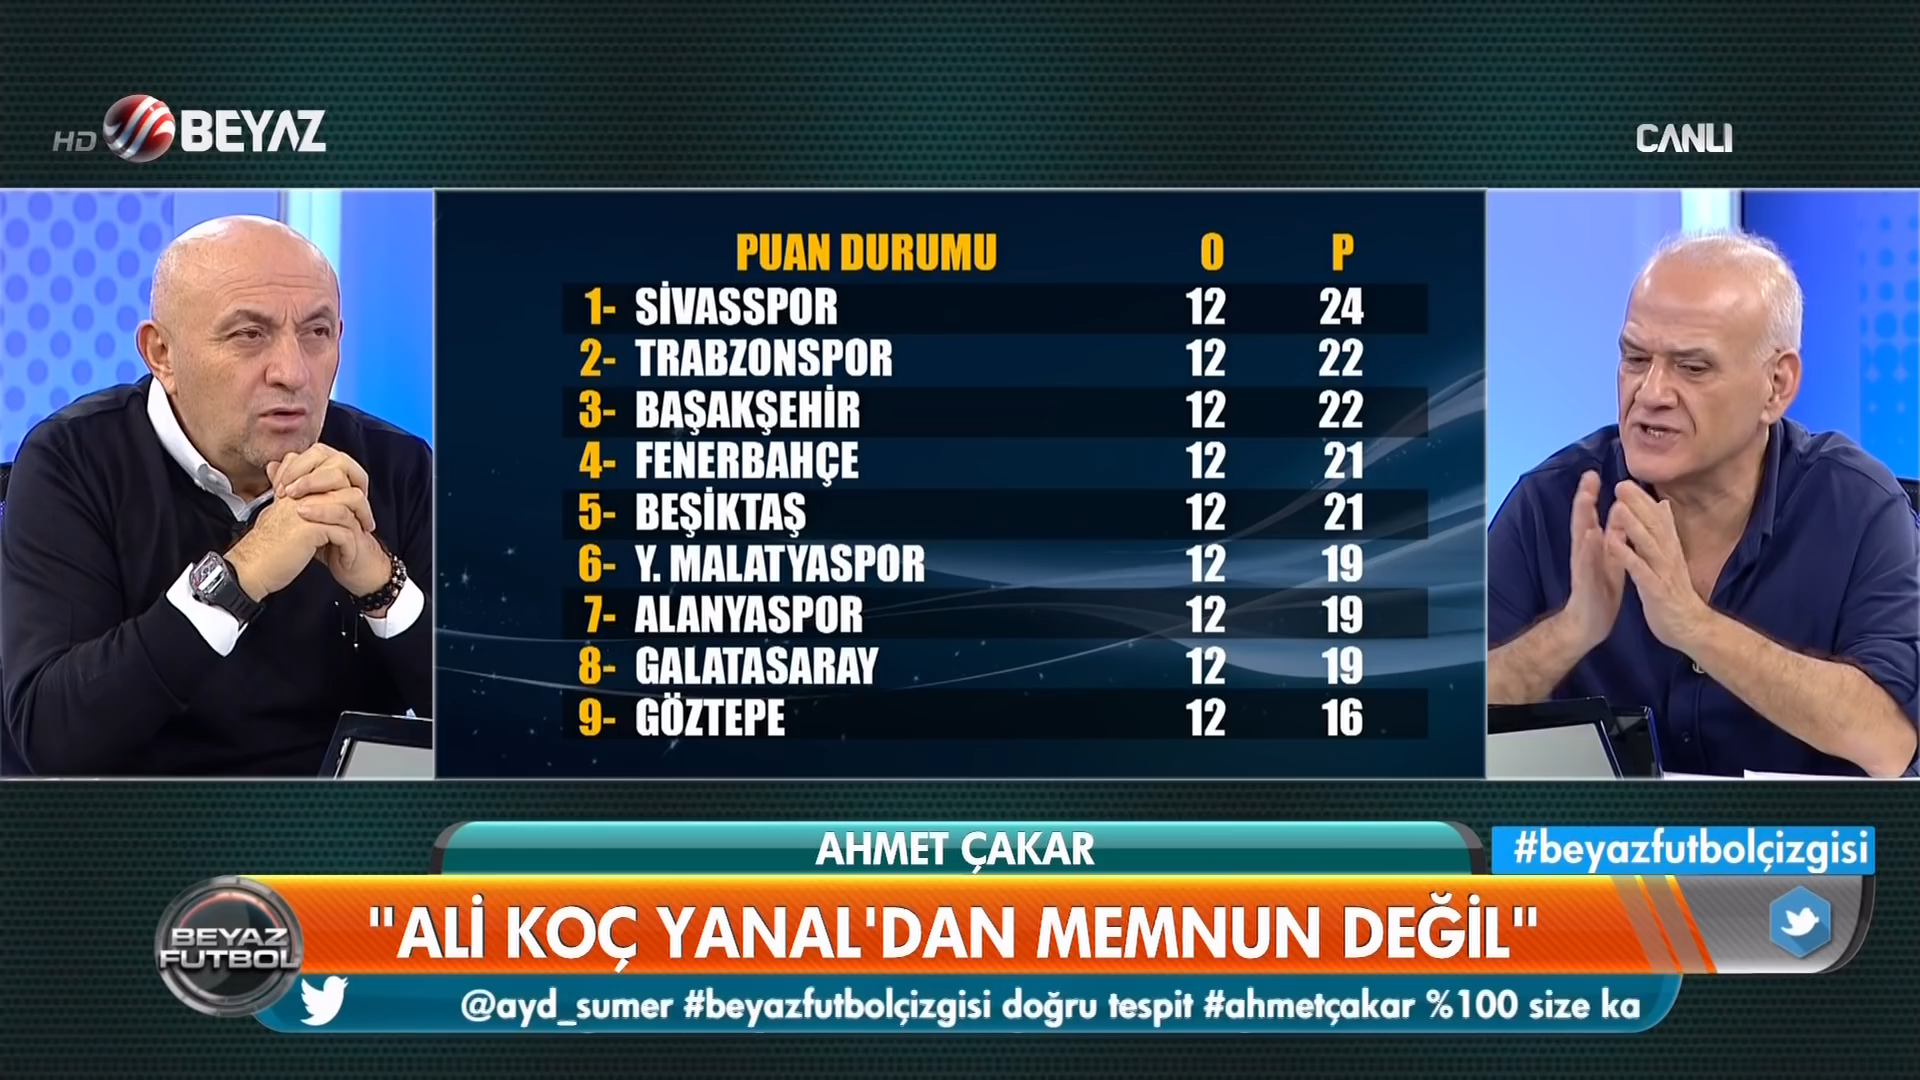 HD BEYAZ
CANLI
PUAN DURUMU O P
1- SİVASSPOR 12 24
2- TRABZONSPOR 12 22
3- BAŞAKŞEHİR 12 22
4- FENERBAHÇE 12 21
5- BEŞİKTAŞ 12 21
6- Y. MALATYASPOR 12 19
7- ALANYASPOR 12 19
8- GALATASARAY 12 19
9- GÖZTEPE 12 16
AHMET ÇAKAR
#beyazfutbolçizgisi
BEYAZ
FUTBOL
"ALİ KOÇ YANAL'DAN MEMNUN DEĞİL"
@ayd_sumer #beyazfutbolçizgisi doğru tespit #ahmetçakar %100 size ka